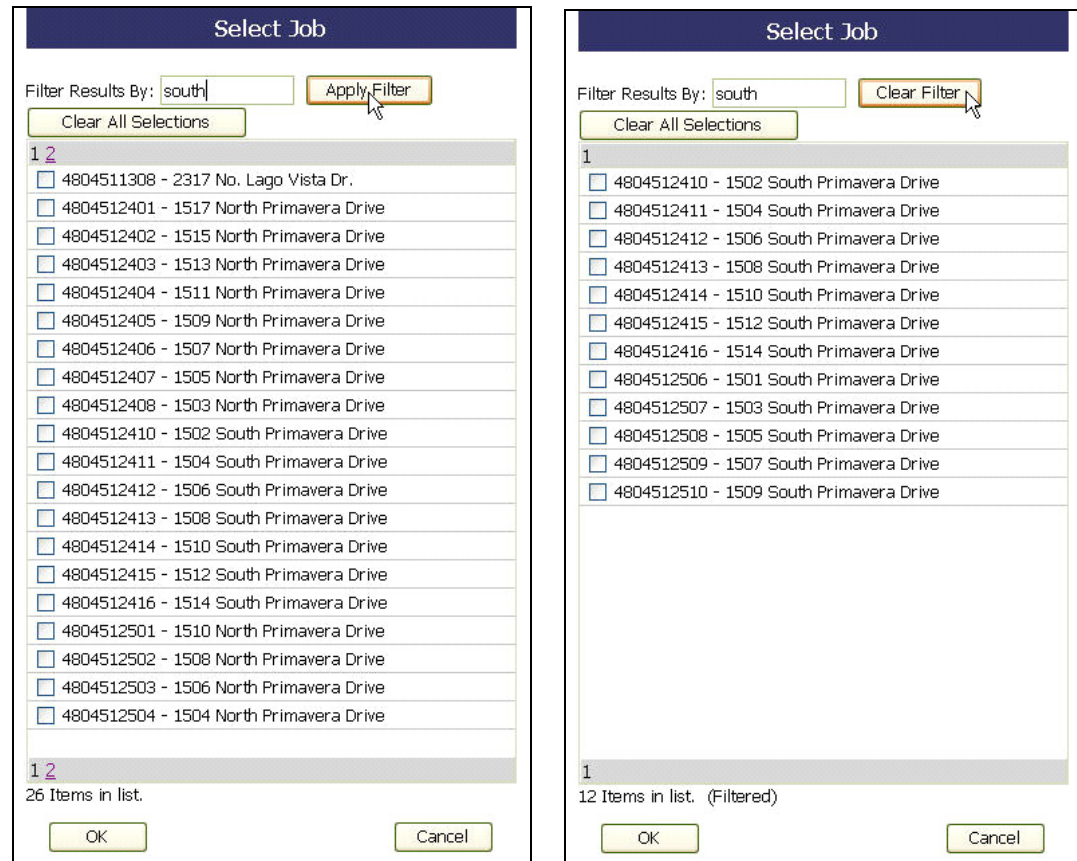 Select Job
Filter Results By: south Apply Filter
Clear All Selections
1 2
4804511308 - 2317 No. Lago Vista Dr.
4804512401 - 1517 North Primavera Drive
4804512402 - 1515 North Primavera Drive
4804512403 - 1513 North Primavera Drive
4804512404 - 1511 North Primavera Drive
4804512405 - 1509 North Primavera Drive
4804512406 - 1507 North Primavera Drive
4804512407 - 1505 North Primavera Drive
4804512408 - 1503 North Primavera Drive
4804512410 - 1502 South Primavera Drive
4804512411 - 1504 South Primavera Drive
4804512412 - 1506 South Primavera Drive
4804512413 - 1508 South Primavera Drive
4804512414 - 1510 South Primavera Drive
4804512415 - 1512 South Primavera Drive
4804512416 - 1514 South Primavera Drive
4804512501 - 1510 North Primavera Drive
4804512502 - 1508 North Primavera Drive
4804512503 - 1506 North Primavera Drive
4804512504 - 1504 North Primavera Drive
1 2
26 Items in list.
OK Cancel
Select Job
Filter Results By: south Clear Filter
Clear All Selections
1
4804512410 - 1502 South Primavera Drive
4804512411 - 1504 South Primavera Drive
4804512412 - 1506 South Primavera Drive
4804512413 - 1508 South Primavera Drive
4804512414 - 1510 South Primavera Drive
4804512415 - 1512 South Primavera Drive
4804512416 - 1514 South Primavera Drive
4804512506 - 1501 South Primavera Drive
4804512507 - 1503 South Primavera Drive
4804512508 - 1505 South Primavera Drive
4804512509 - 1507 South Primavera Drive
4804512510 - 1509 South Primavera Drive
1
12 Items in list. (Filtered)
OK Cancel